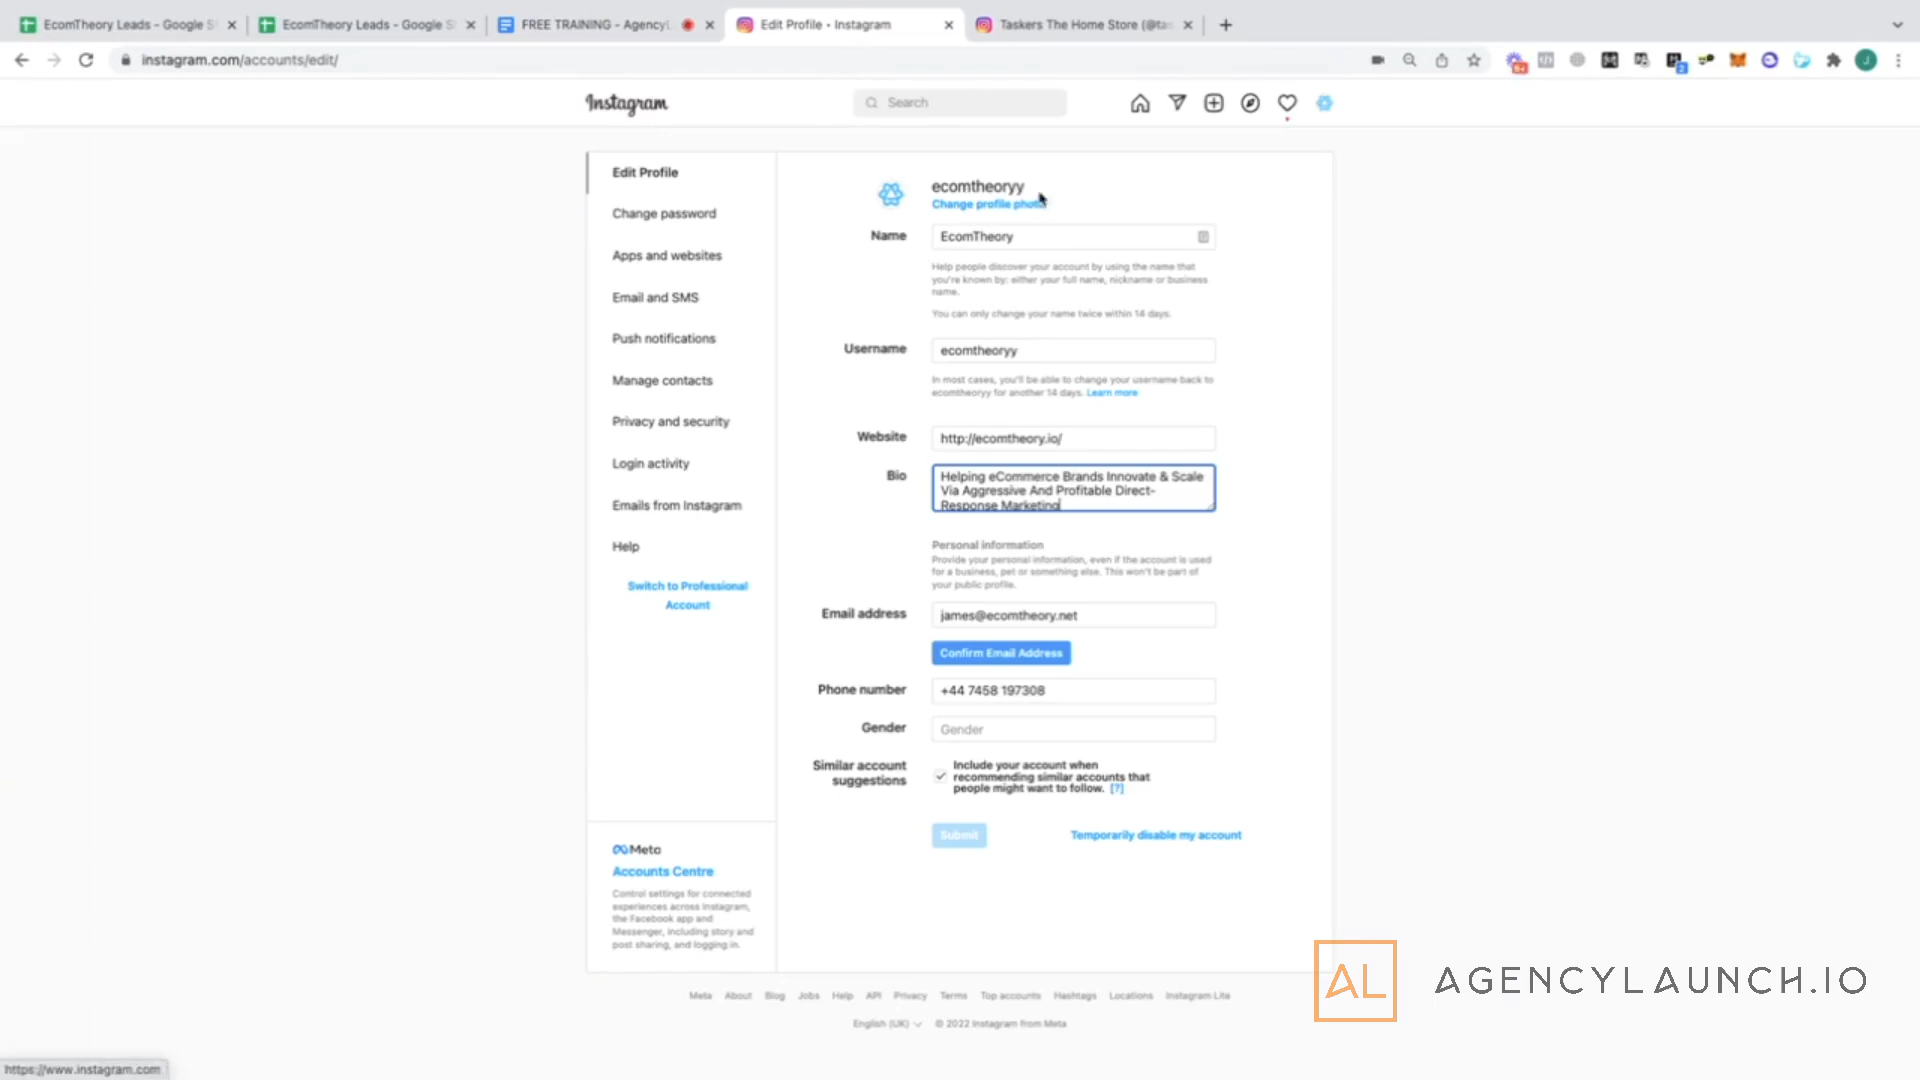 EcomTheory Leads - Google S
EcomTheory Leads - Google S
FREE TRAINING - AgencyL
Edit Profile • Instagram
Taskers The Home Store (@tas
instagram.com/accounts/edit/
Instagram
Search
Edit Profile
Change password
Apps and websites
Email and SMS
Push notifications
Manage contacts
Privacy and security
Login activity
Emails from Instagram
Help
Switch to Professional
Account
Meta
Accounts Centre
Control settings for connected
experiences across Instagram,
the Facebook app and
Messenger, including story and
post sharing, and logging in.
ecomtheoryy
Change profile photo
Name
EcomTheory
Help people discover your account by using the name that
you're known by: either your full name, nickname or business
name.
You can only change your name twice within 14 days.
Username
ecomtheoryy
In most cases, you'll be able to change your username back to
ecomtheoryy for another 14 days. Learn more
Website
http://ecomtheory.io/
Bio
Helping eCommerce Brands Innovate & Scale
Via Aggressive And Profitable Direct-
Response Marketing
Personal information
Provide your personal information, even if the account is used
for a business, pet or something else. This won't be part of
your public profile.
Email address
james@ecomtheory.net
Confirm Email Address
Phone number
+44 7458 197308
Gender
Gender
Similar account
suggestions
Include your account when
recommending similar accounts that
people might want to follow. [?]
Submit
Temporarily disable my account
Meta About Blog Jobs Help API Privacy Terms Top accounts Hashtags Locations Instagram Lite
English (UK) © 2022 Instagram from Meta
AL AGENCYLAUNCH.IO
https://www.instagram.com